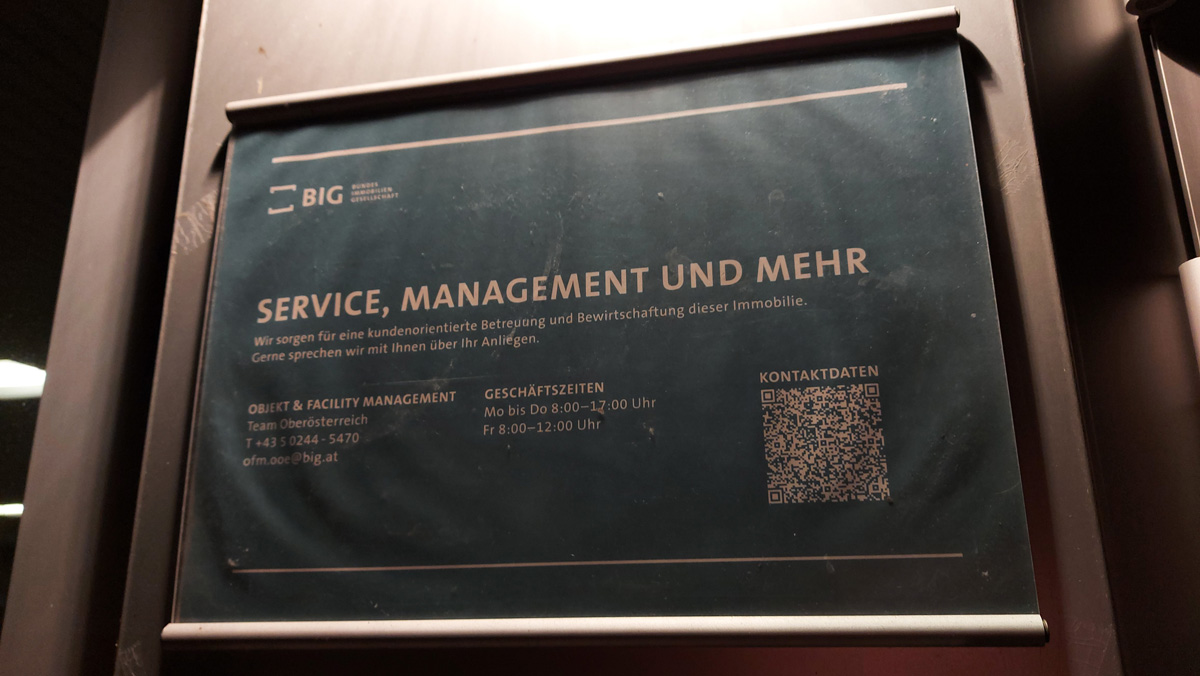 BIG
BUNDES
IMMOBILIEN
GESELLSCHAFT
SERVICE, MANAGEMENT UND MEHR
Wir sorgen für eine kundenorientierte Betreuung und Bewirtschaftung dieser Immobilie.
Gerne sprechen wir mit Ihnen über Ihr Anliegen.
OBJEKT & FACILITY MANAGEMENT
Team Oberösterreich
T +43 5 0244 - 5470
ofm.ooe@big.at
GESCHÄFTSZEITEN
Mo bis Do 8:00–17:00 Uhr
Fr 8:00–12:00 Uhr
KONTAKTDATEN